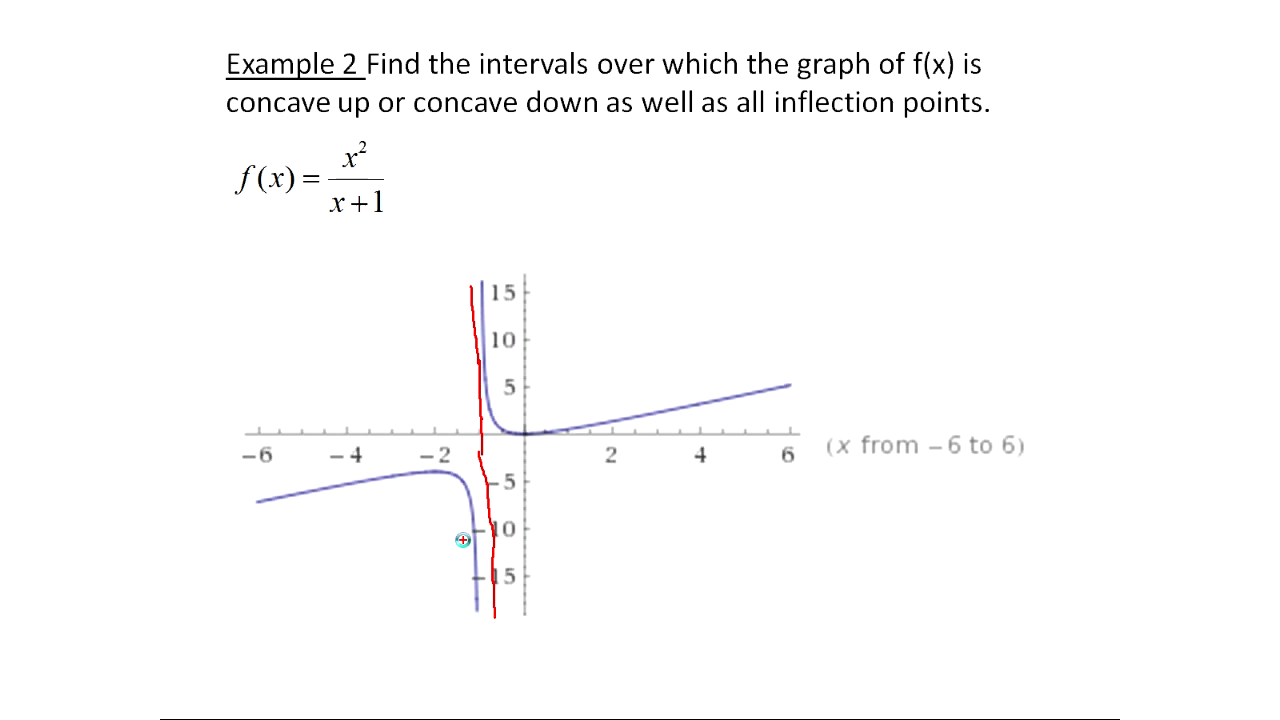 Example 2 Find the intervals over which the graph of f(x) is
concave up or concave down as well as all inflection points.
f(x) = x²/(x+1)
15
10
5
−6 −4 −2 2 4 6 (x from −6 to 6)
−5
−10
−15